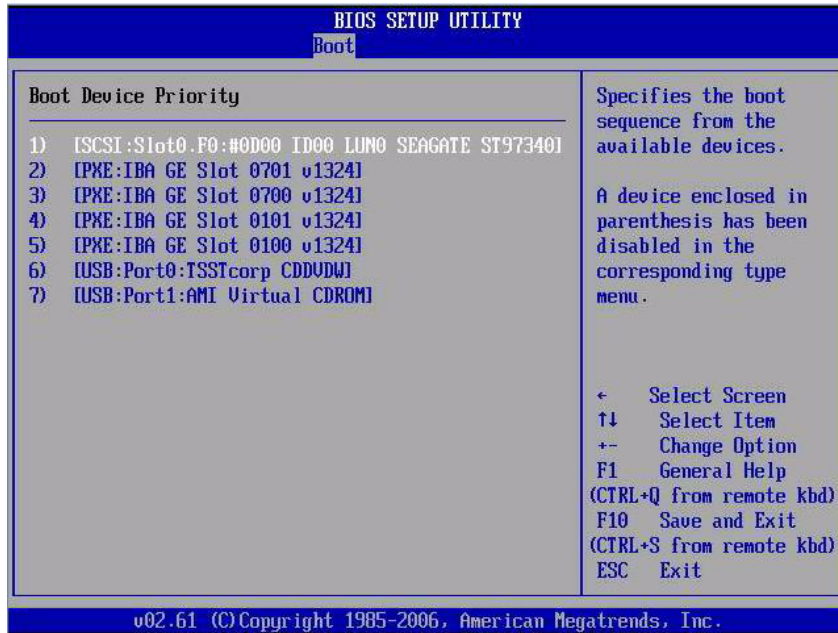 BIOS SETUP UTILITY
Boot
Boot Device Priority
1) [SCSI:Slot0.F0:#0D00 ID00 LUN0 SEAGATE ST97340]
2) [PXE:IBA GE Slot 0701 v1324]
3) [PXE:IBA GE Slot 0700 v1324]
4) [PXE:IBA GE Slot 0101 v1324]
5) [PXE:IBA GE Slot 0100 v1324]
6) [USB:Port0:TSSTcorp CDDVDW]
7) [USB:Port1:AMI Virtual CDROM]
Specifies the boot
sequence from the
available devices.
A device enclosed in
parenthesis has been
disabled in the
corresponding type
menu.
← Select Screen
↑↓ Select Item
+- Change Option
F1 General Help
(CTRL+Q from remote kbd)
F10 Save and Exit
(CTRL+S from remote kbd)
ESC Exit
v02.61 (C)Copyright 1985-2006, American Megatrends, Inc.